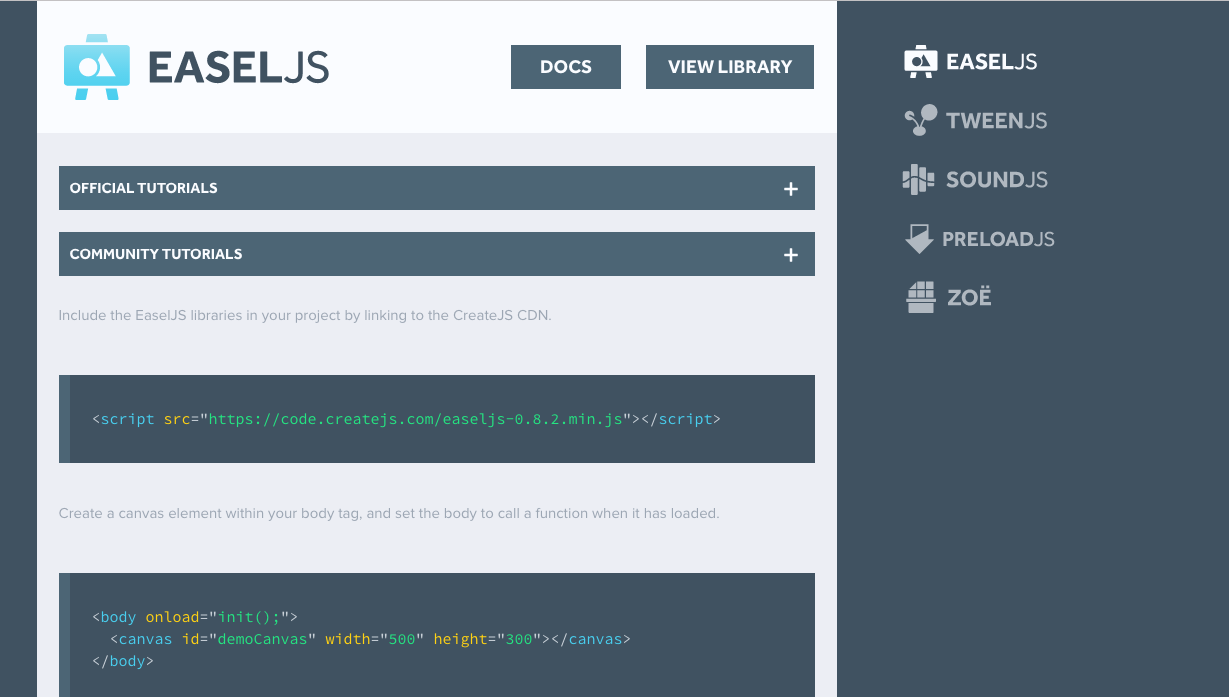 EASELJS
DOCS
VIEW LIBRARY
OFFICIAL TUTORIALS +
COMMUNITY TUTORIALS +
Include the EaselJS libraries in your project by linking to the CreateJS CDN.
<script src="https://code.createjs.com/easeljs-0.8.2.min.js"></script>
Create a canvas element within your body tag, and set the body to call a function when it has loaded.
<body onload="init();">
  <canvas id="demoCanvas" width="500" height="300"></canvas>
</body>
EASELJS
TWEENJS
SOUNDJS
PRELOADJS
ZOË